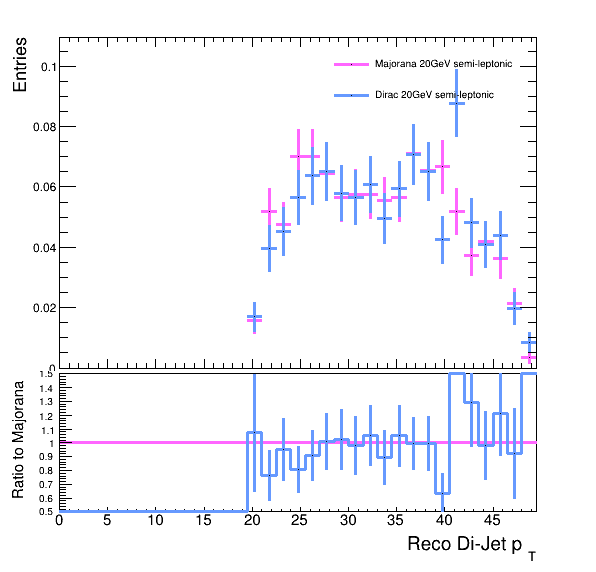 Entries
Majorana 20GeV semi-leptonic
Dirac 20GeV semi-leptonic
0.1
0.08
0.06
0.04
0.02
0
Ratio to Majorana
1.5
1.4
1.3
1.2
1.1
1
0.9
0.8
0.7
0.6
0.5
0 5 10 15 20 25 30 35 40 45
Reco Di-Jet p
T